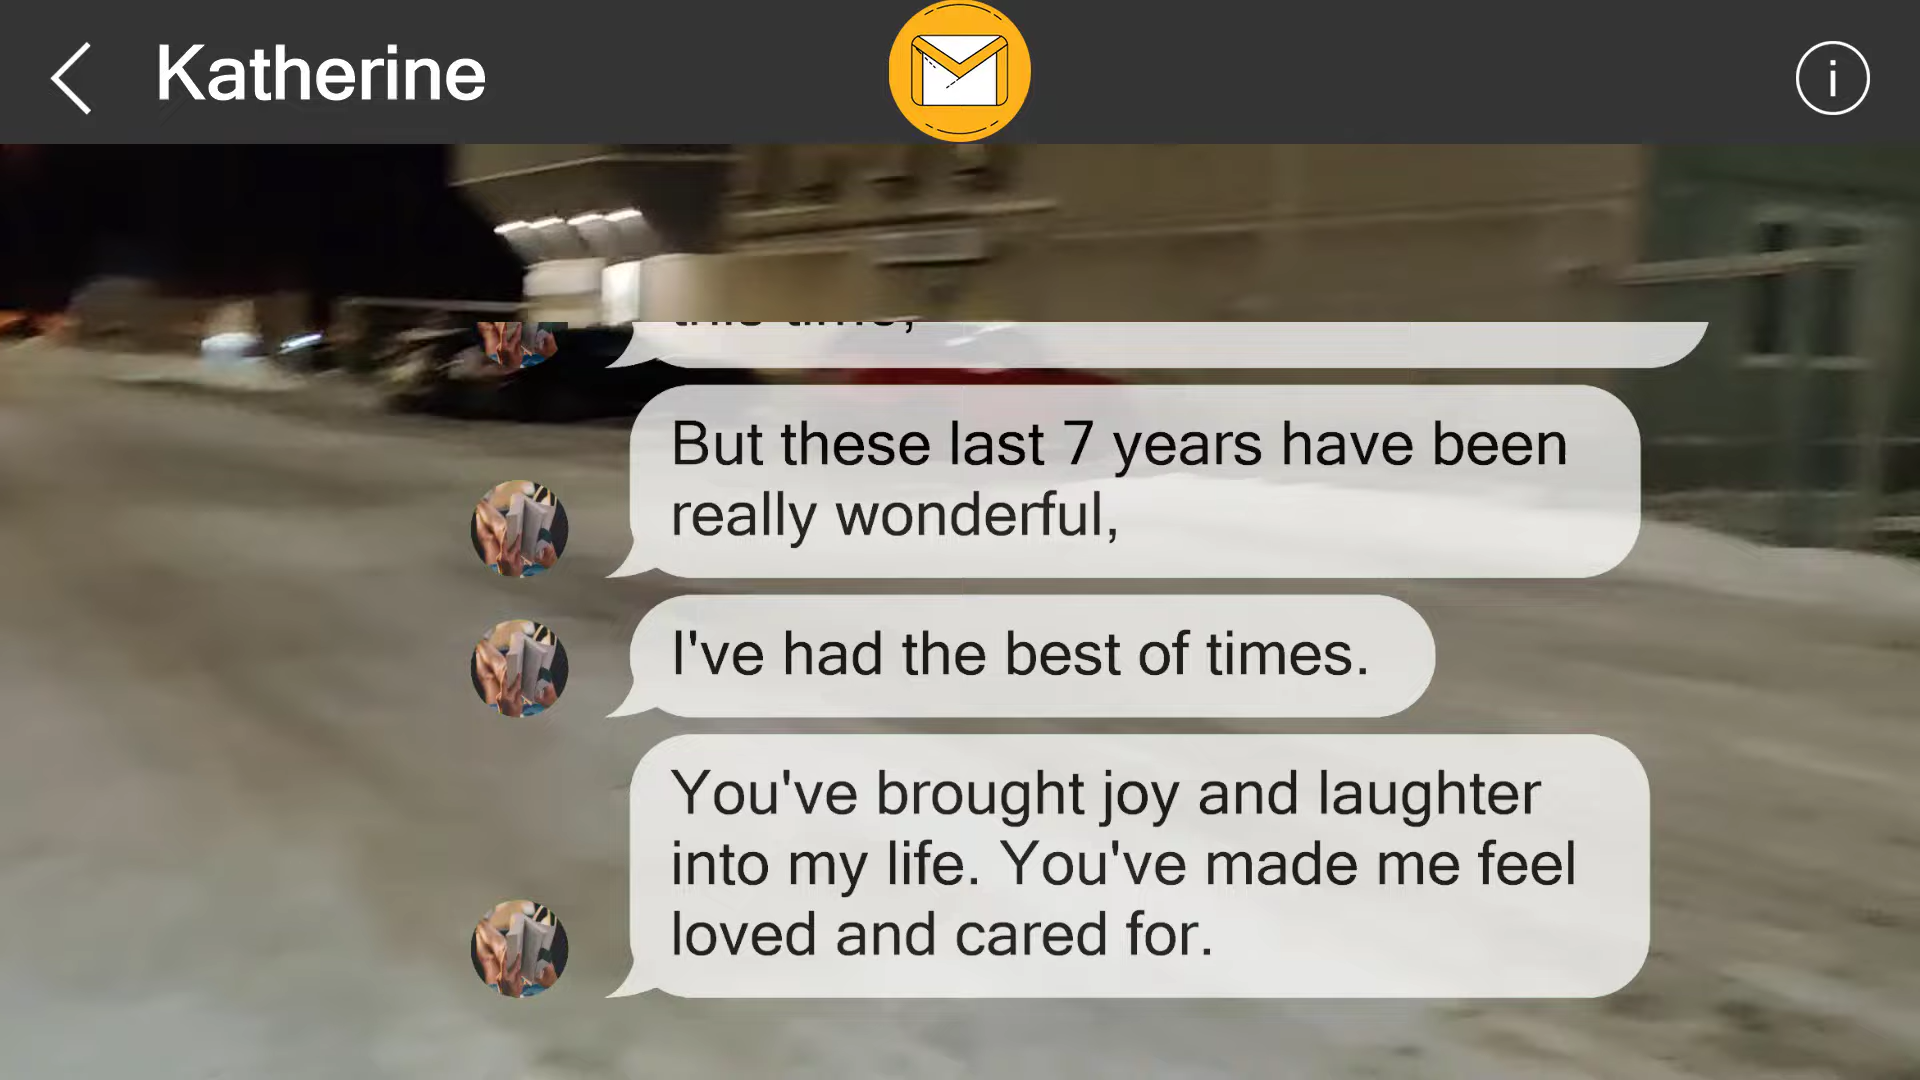 Katherine
But these last 7 years have been
really wonderful,
I've had the best of times.
You've brought joy and laughter
into my life. You've made me feel
loved and cared for.